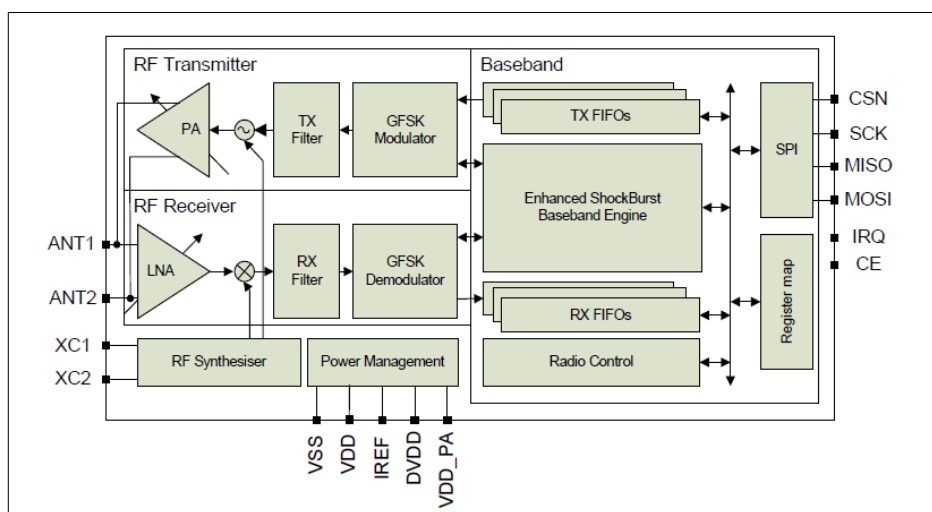 RF Transmitter
Baseband
PA
TX
Filter
GFSK
Modulator
TX FIFOs
SPI
CSN
SCK
MISO
MOSI
Enhanced ShockBurst
Baseband Engine
RF Receiver
ANT1
LNA
RX
Filter
GFSK
Demodulator
IRQ
CE
ANT2
RX FIFOs
Register map
XC1
XC2
RF Synthesiser
Power Management
Radio Control
VSS
VDD
IREF
DVDD
VDD_PA